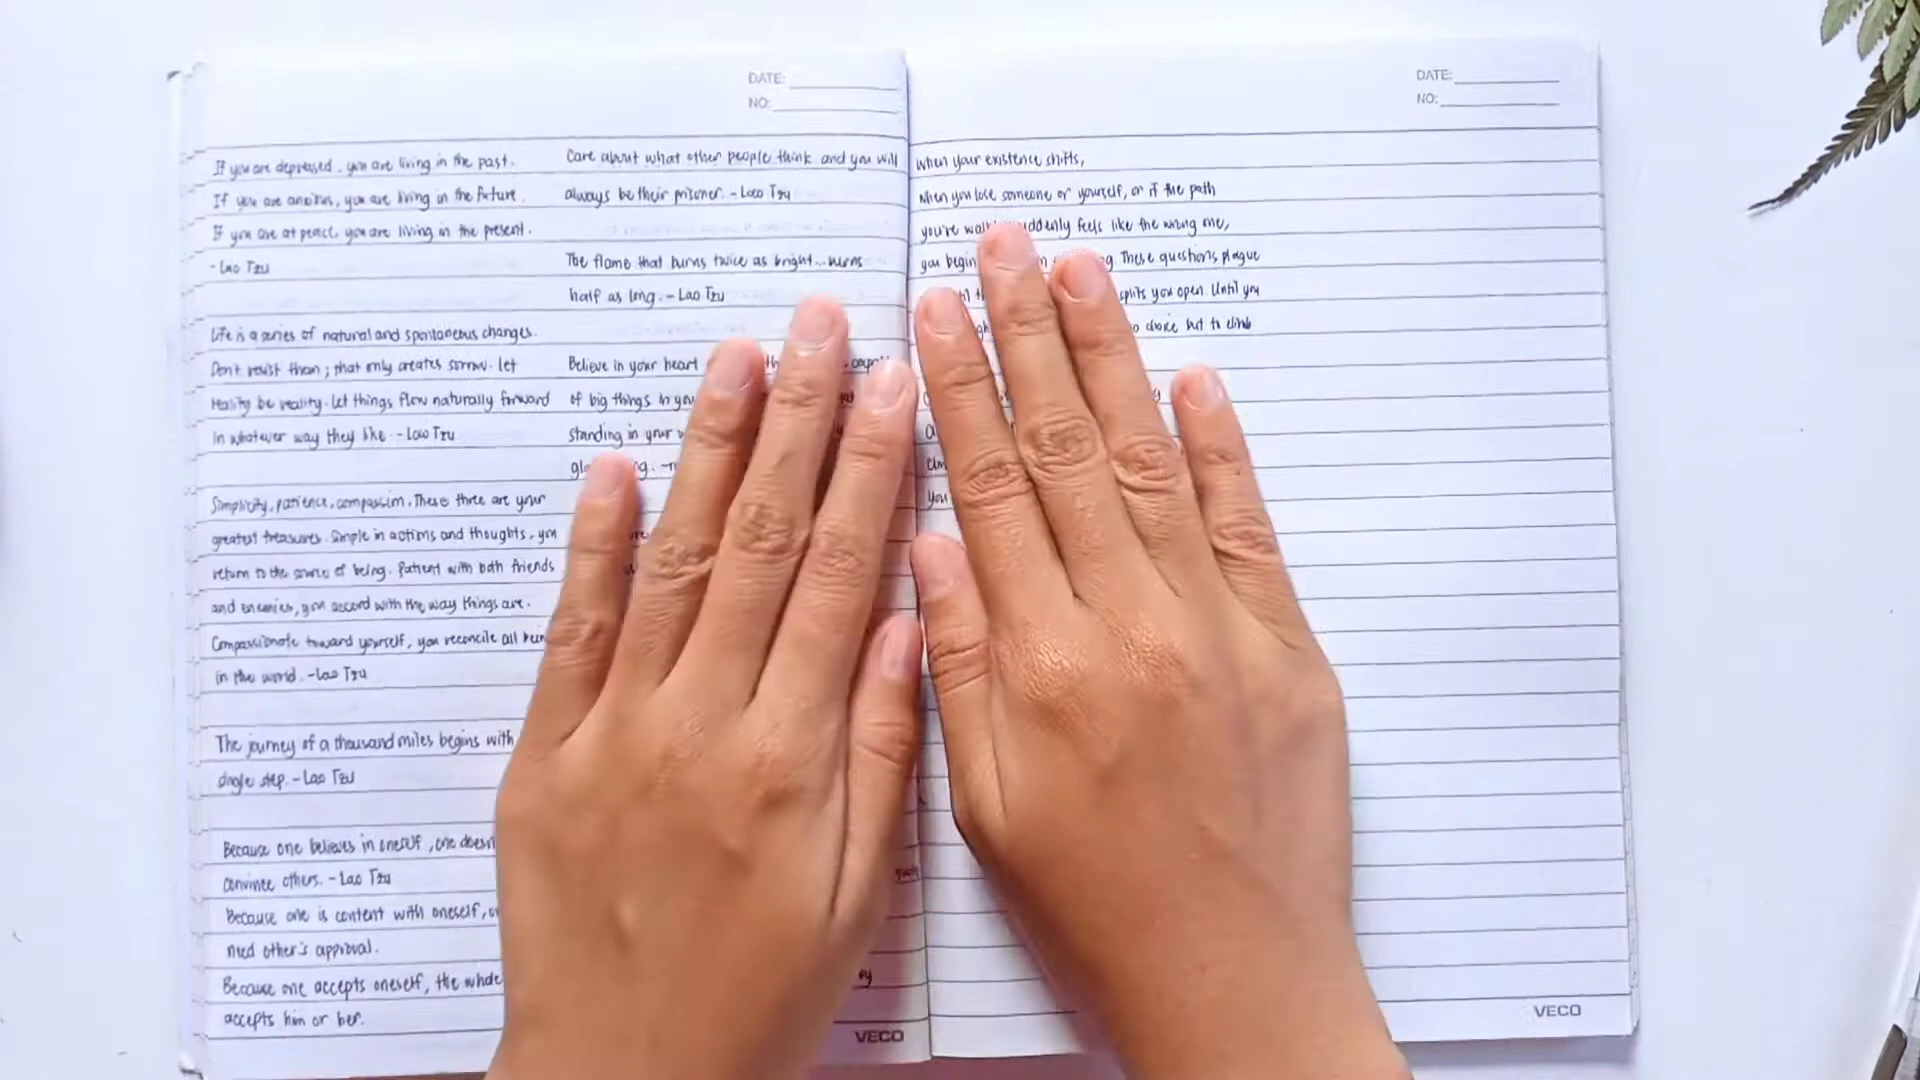 DATE:
NO:
If you are depressed, you are living in the past.
If you are anxious, you are living in the future.
If you are at peace, you are living in the present.
- Lao Tzu
Life is a series of natural and spontaneous changes.
Don't resist them; that only creates sorrow. Let
reality be reality. Let things flow naturally forward
in whatever way they like. - Lao Tzu
Simplicity, patience, compassion. These three are your
greatest treasures. Simple in actions and thoughts, you
return to the source of being. Patient with both friends
and enemies, you accord with the way things are.
Compassionate toward yourself, you reconcile all
in the world. - Lao Tzu
The journey of a thousand miles begins with
single step. - Lao Tzu
Because one believes in oneself, one
convince others. - Lao Tzu
Because one is content with oneself,
need other's approval.
Because one accepts oneself, the whole
accepts him or her.
Care about what other people think and you will
always be their prisoner. - Lao Tzu
The flame that burns twice as bright burns
half as long. - Lao Tzu
Believe in your heart
of big things in
standing in your
VECO
DATE:
NO:
When your existence shifts,
When you lose someone or yourself, or if the path
you're feels like the wrong one,
you begin These questions plague
splits you open. Until you
choice but to climb
VECO